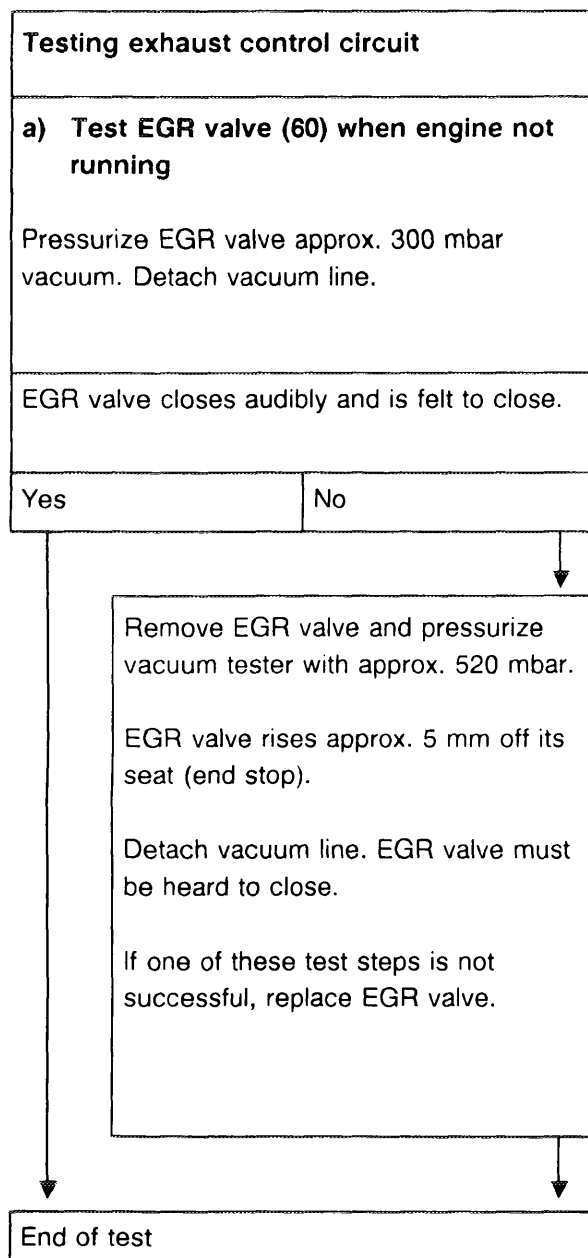 Testing exhaust control circuit
a) Test EGR valve (60) when engine not
running
Pressurize EGR valve approx. 300 mbar
vacuum. Detach vacuum line.
EGR valve closes audibly and is felt to close.
Yes
No
Remove EGR valve and pressurize
vacuum tester with approx. 520 mbar.
EGR valve rises approx. 5 mm off its
seat (end stop).
Detach vacuum line. EGR valve must
be heard to close.
If one of these test steps is not
successful, replace EGR valve.
End of test